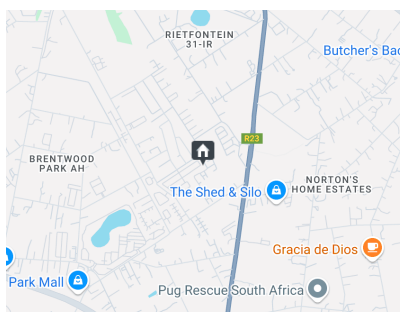 RIETFONTEIN
31-IR
Butcher's Bac
R23
BRENTWOOD
PARK AH
The Shed & Silo
NORTON'S
HOME ESTATES
Gracia de Dios
Park Mall
Pug Rescue South Africa